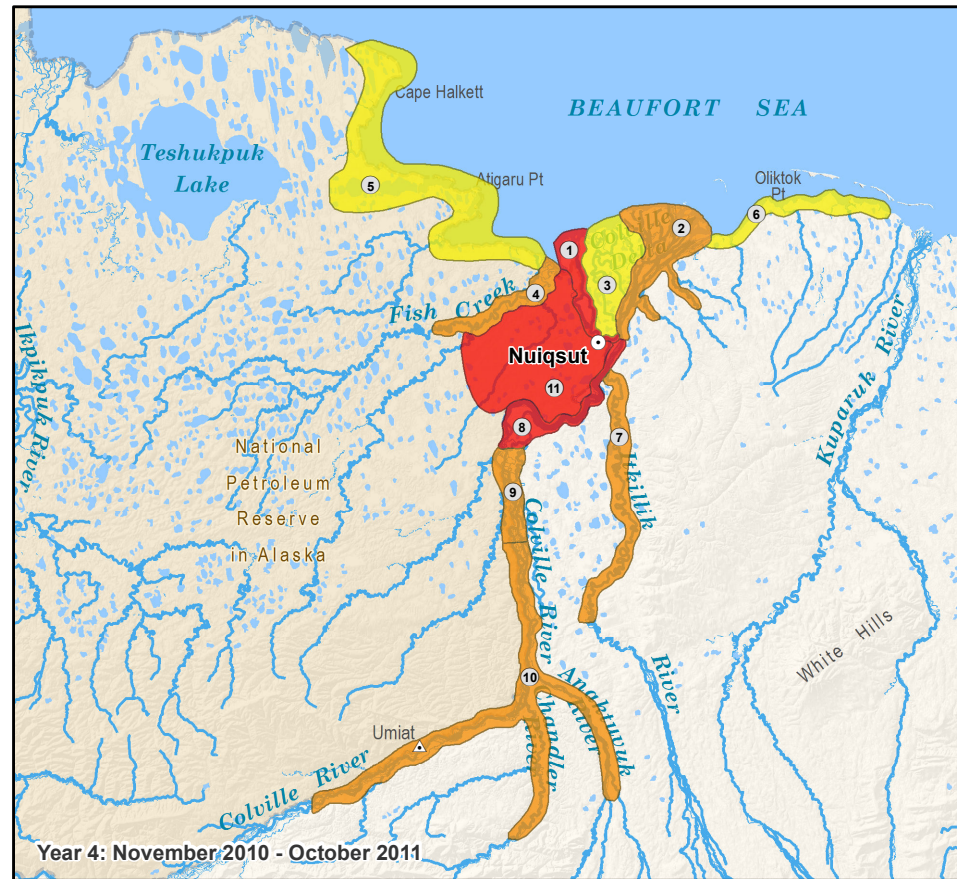 Cape Halkett
BEAUFORT SEA
Teshukpuk
Lake
Atigaru Pt
Oliktok
Pt
5
6
1
2
Colville
Delta
3
4
Fish Creek
Nuiqsut
11
8
7
Itkillik
River
Kuparuk
River
Ikpikpuk River
National
Petroleum
Reserve
in Alaska
9
Colville River
White Hills
10
Anaktuvuk
River
Chandler
River
Umiat
Colville River
Year 4: November 2010 - October 2011